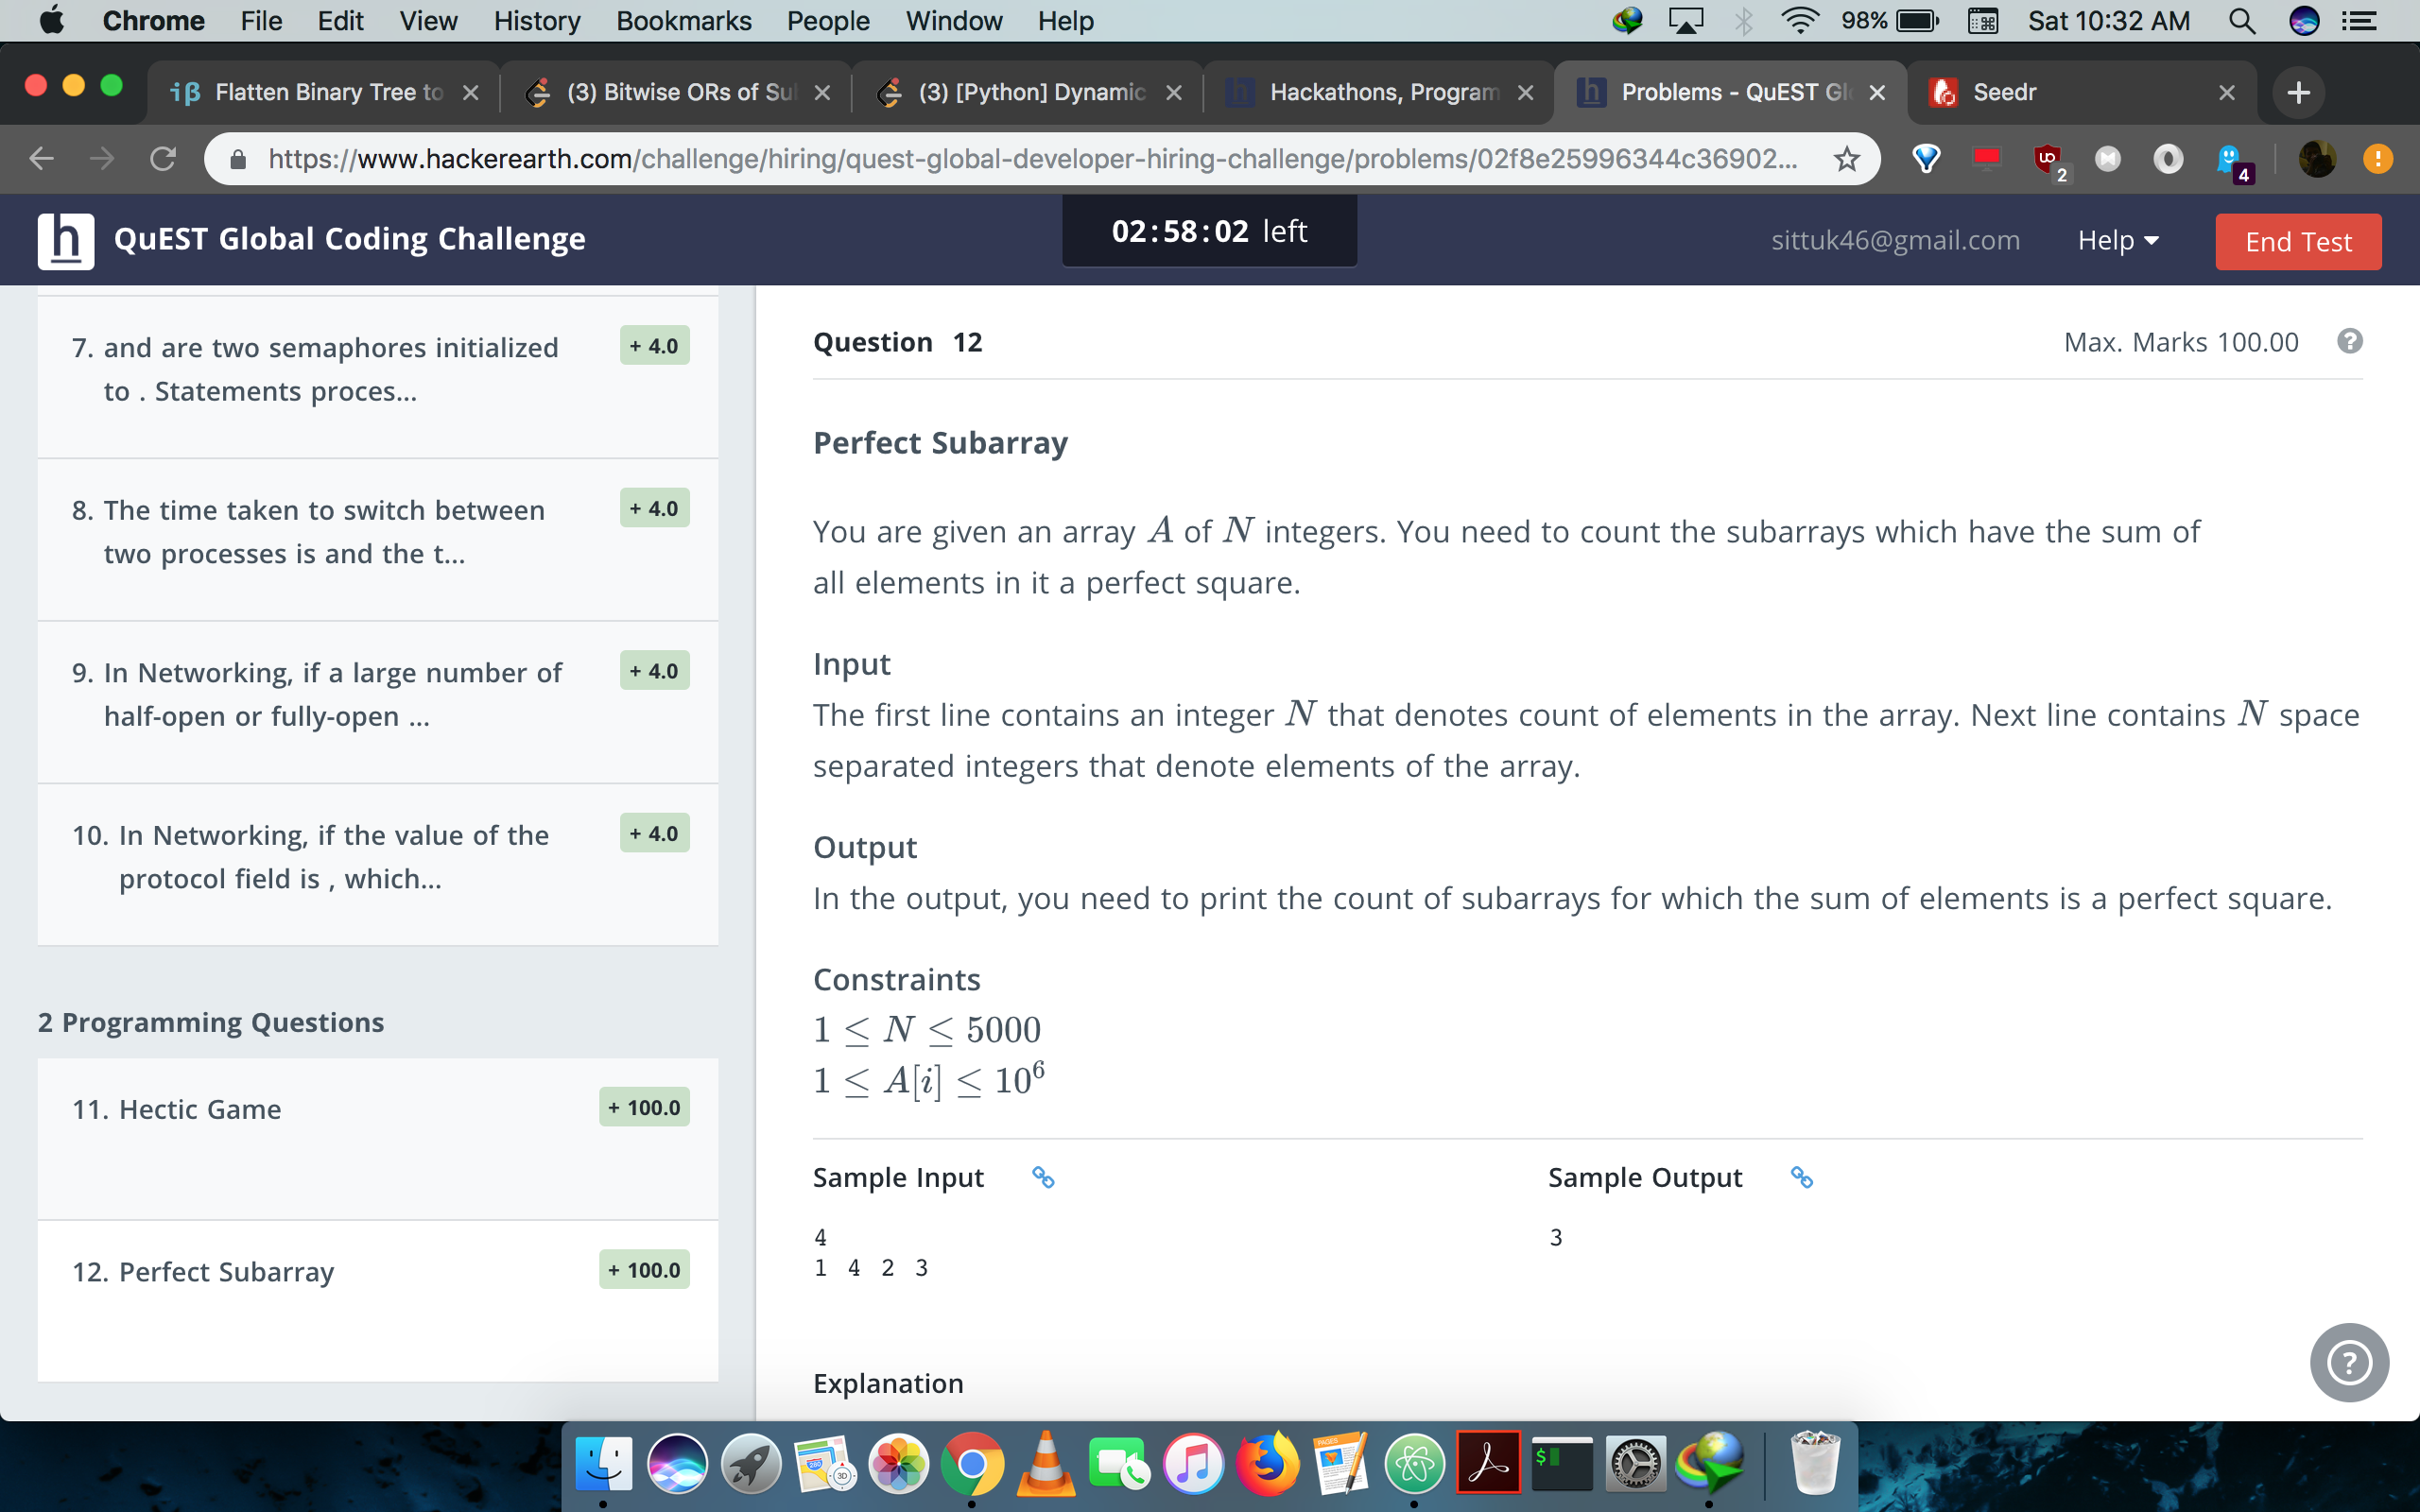 Chrome File Edit View History Bookmarks People Window Help 98% Sat 10:32 AM
iβ Flatten Binary Tree to (3) Bitwise ORs of Sul (3) [Python] Dynamic Hackathons, Program Problems - QuEST Gl Seedr
https://www.hackerearth.com/challenge/hiring/quest-global-developer-hiring-challenge/problems/02f8e25996344c36902... 2 4
h QuEST Global Coding Challenge 02:58:02 left sittuk46@gmail.com Help End Test
7. and are two semaphores initialized + 4.0
to . Statements proces...
8. The time taken to switch between + 4.0
two processes is and the t...
9. In Networking, if a large number of + 4.0
half-open or fully-open ...
10. In Networking, if the value of the + 4.0
protocol field is , which...
2 Programming Questions
11. Hectic Game + 100.0
12. Perfect Subarray + 100.0
Question 12 Max. Marks 100.00 ?
Perfect Subarray
You are given an array A of N integers. You need to count the subarrays which have the sum of
all elements in it a perfect square.
Input
The first line contains an integer N that denotes count of elements in the array. Next line contains N space
separated integers that denote elements of the array.
Output
In the output, you need to print the count of subarrays for which the sum of elements is a perfect square.
Constraints
1 ≤ N ≤ 5000
1 ≤ A[i] ≤ 10⁶
Sample Input Sample Output
4 3
1 4 2 3
Explanation
?